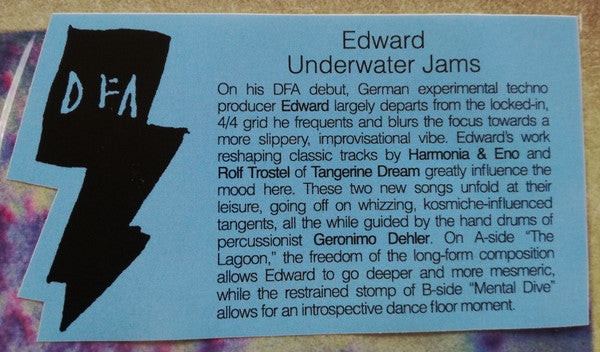 DFA
Edward
Underwater Jams
On his DFA debut, German experimental techno
producer Edward largely departs from the locked-in,
4/4 grid he frequents and blurs the focus towards a
more slippery, improvisational vibe. Edward's work
reshaping classic tracks by Harmonia & Eno and
Rolf Trostel of Tangerine Dream greatly influence the
mood here. These two new songs unfold at their
leisure, going off on whizzing, kosmiche-influenced
tangents, all the while guided by the hand drums of
percussionist Geronimo Dehler. On A-side "The
Lagoon," the freedom of the long-form composition
allows Edward to go deeper and more mesmeric,
while the restrained stomp of B-side "Mental Dive"
allows for an introspective dance floor moment.